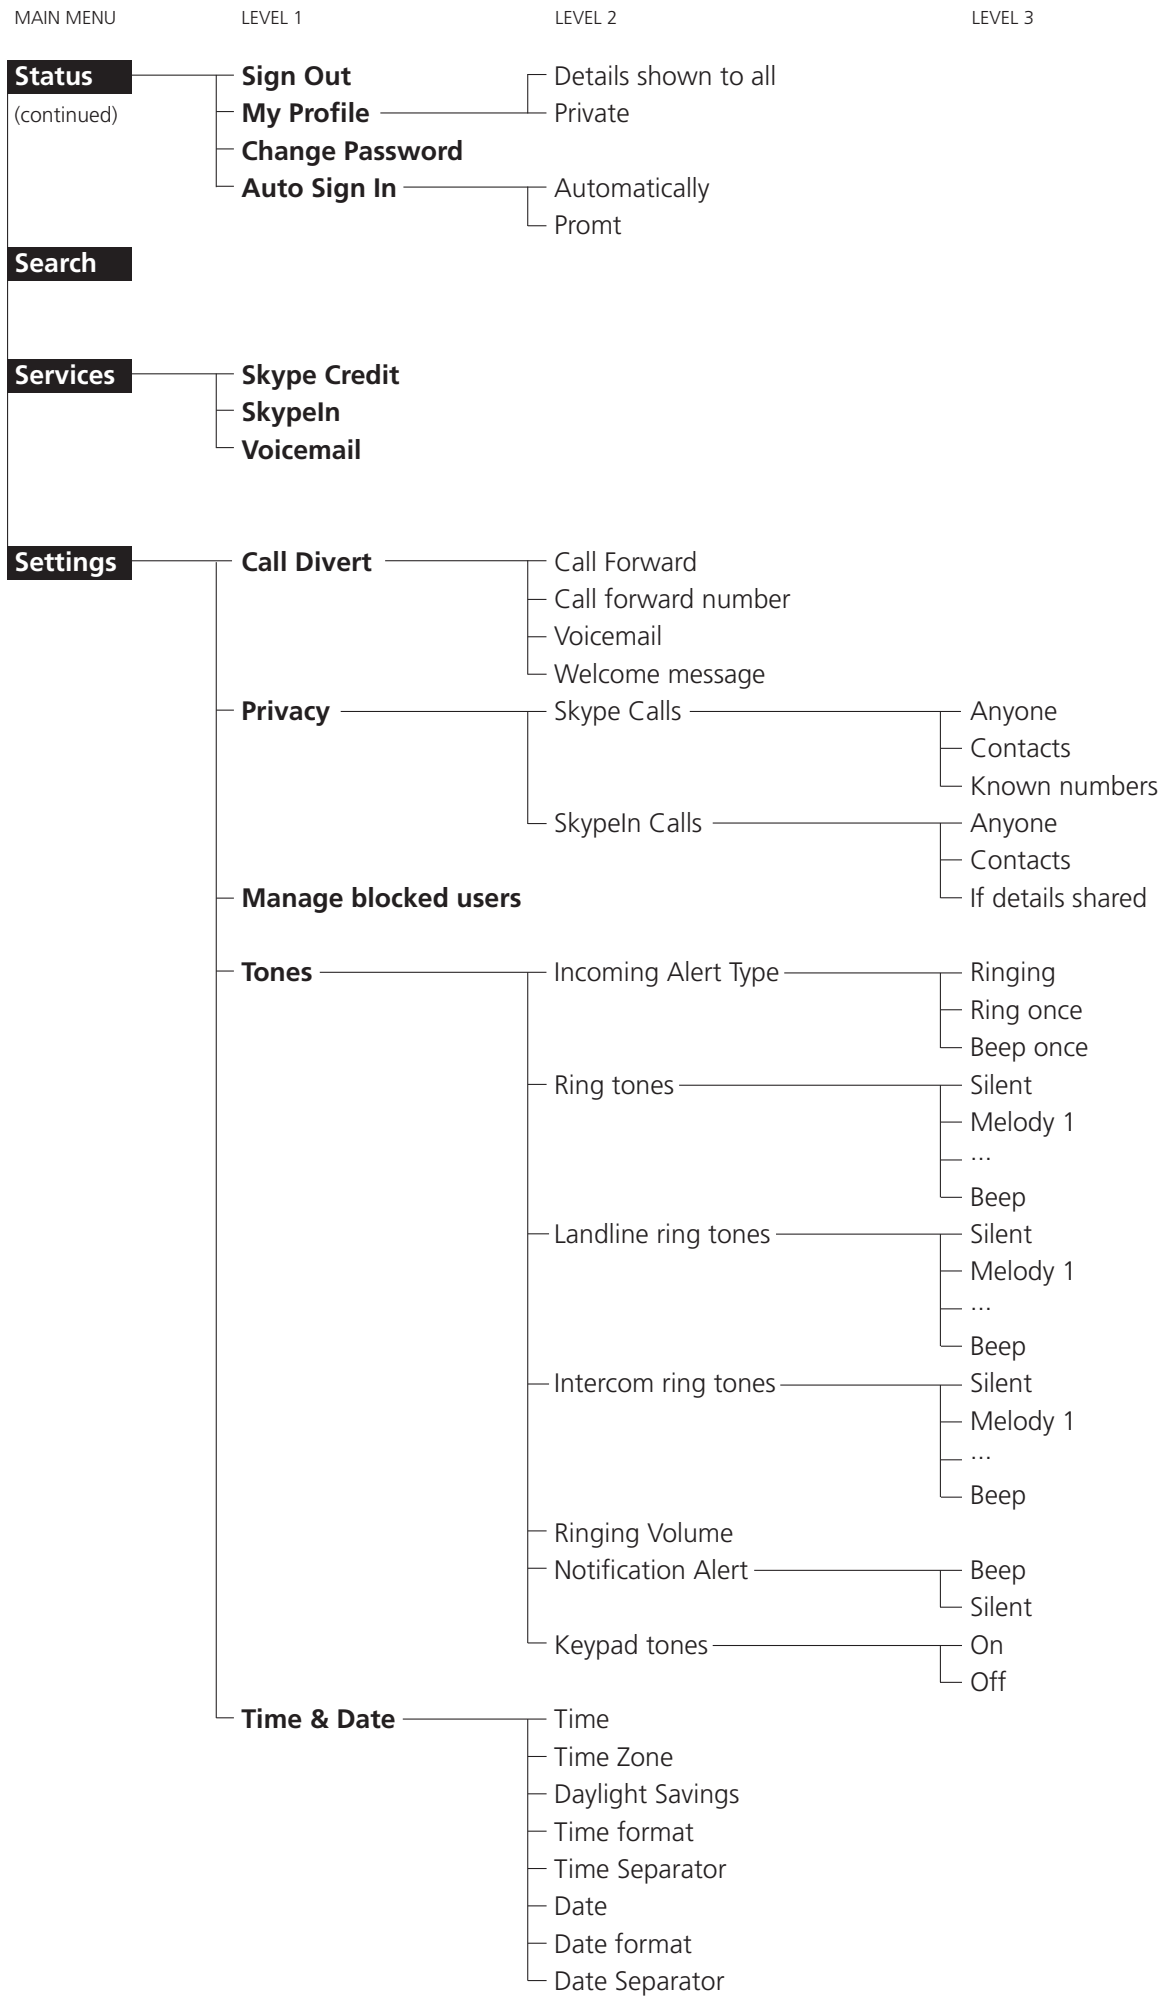 MAIN MENU LEVEL 1 LEVEL 2 LEVEL 3
Status Sign Out Details shown to all
(continued) My Profile Private
Change Password
Auto Sign In Automatically
Promt
Search
Services Skype Credit
SkypeIn
Voicemail
Settings Call Divert Call Forward
Call forward number
Voicemail
Welcome message
Privacy Skype Calls Anyone
Contacts
Known numbers
SkypeIn Calls Anyone
Contacts
Manage blocked users If details shared
Tones Incoming Alert Type Ringing
Ring once
Beep once
Ring tones Silent
Melody 1
...
Beep
Landline ring tones Silent
Melody 1
...
Beep
Intercom ring tones Silent
Melody 1
...
Beep
Ringing Volume
Notification Alert Beep
Silent
Keypad tones On
Off
Time & Date Time
Time Zone
Daylight Savings
Time format
Time Separator
Date
Date format
Date Separator